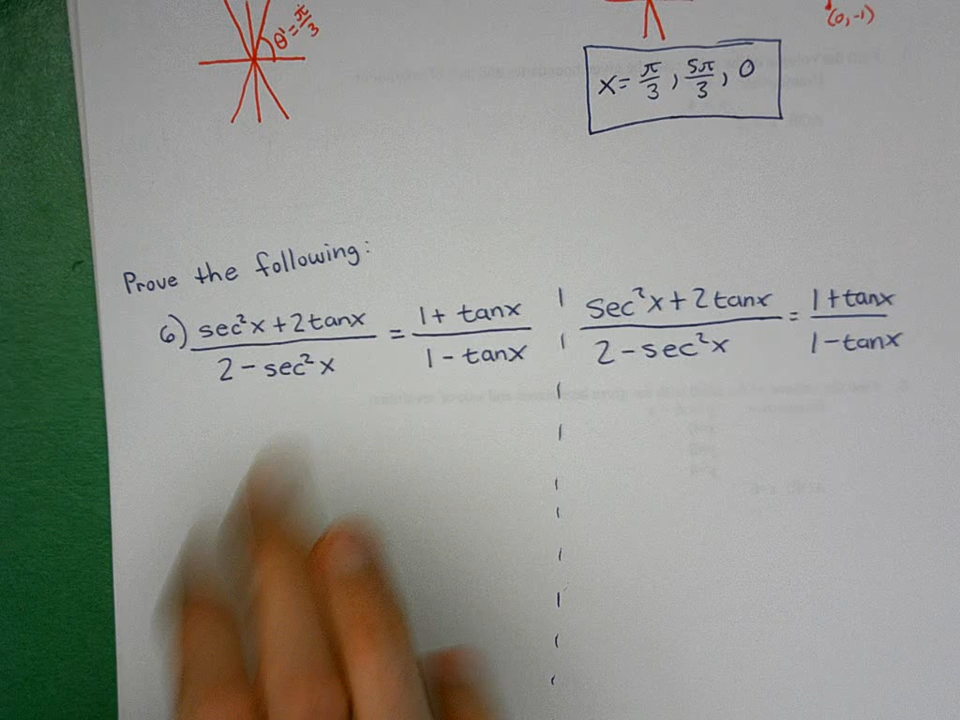 θ' = π/3
(0, -1)
x = π/3, 5π/3, 0
Prove the following:
6) (sec²x + 2tanx)/(2 - sec²x) = (1 + tanx)/(1 - tanx)
(sec²x + 2tanx)/(2 - sec²x) = (1 + tanx)/(1 - tanx)